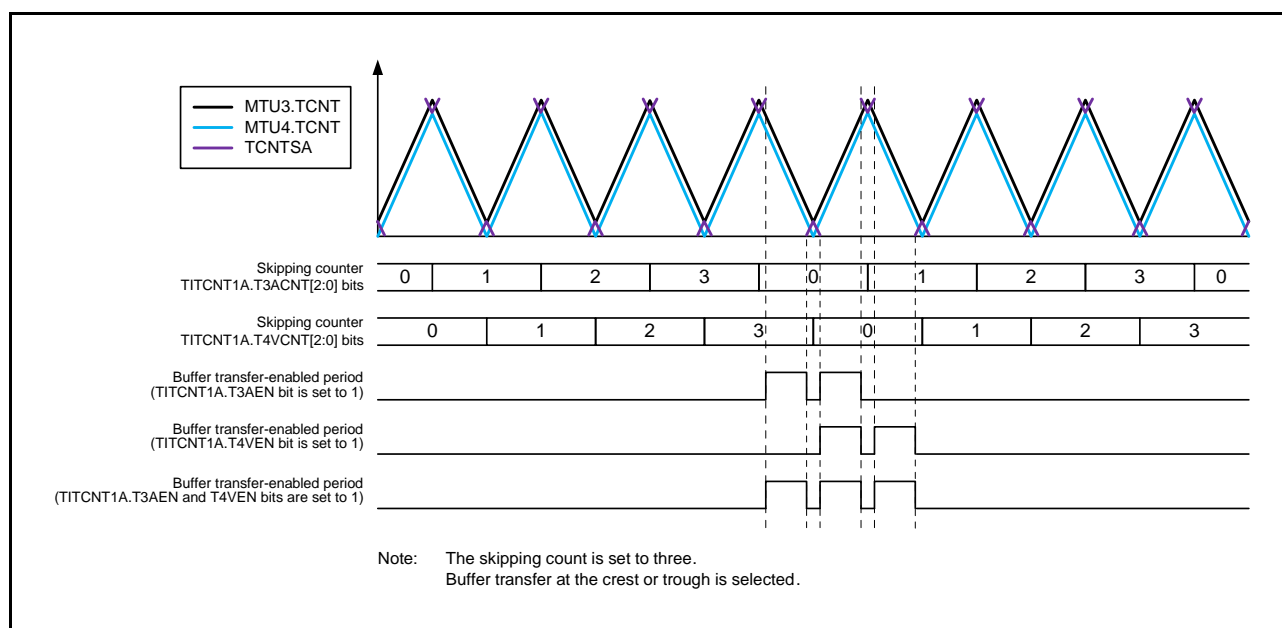 MTU3.TCNT
MTU4.TCNT
TCNTSA
Skipping counter
TITCNT1A.T3ACNT[2:0] bits
0 1 2 3 0 1 2 3 0
Skipping counter
TITCNT1A.T4VCNT[2:0] bits
0 1 2 3 0 1 2 3
Buffer transfer-enabled period
(TITCNT1A.T3AEN bit is set to 1)
Buffer transfer-enabled period
(TITCNT1A.T4VEN bit is set to 1)
Buffer transfer-enabled period
(TITCNT1A.T3AEN and T4VEN bits are set to 1)
Note: The skipping count is set to three.
Buffer transfer at the crest or trough is selected.